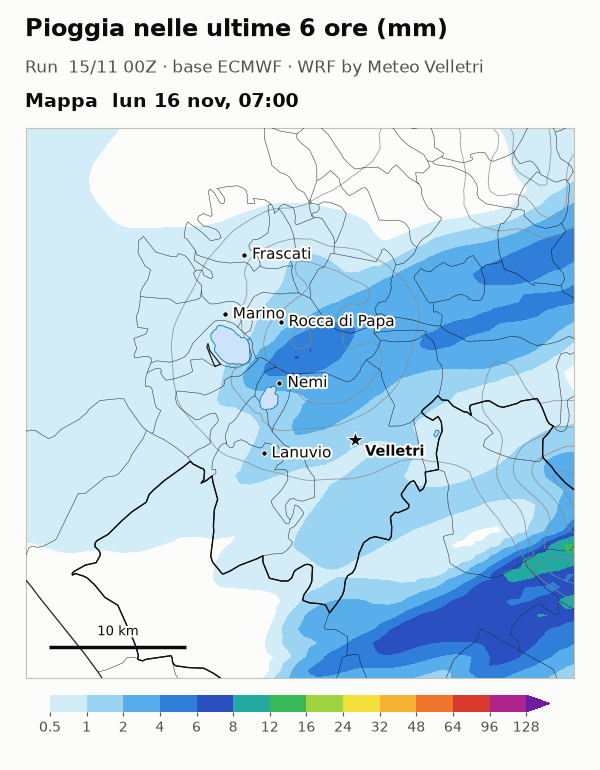 Pioggia nelle ultime 6 ore (mm)
Run 15/11 00Z · base ECMWF · WRF by Meteo Velletri
Mappa lun 16 nov, 07:00
Frascati
Marino
Rocca di Papa
Nemi
Velletri
Lanuvio
10 km
0.5 1 2 4 6 8 12 16 24 32 48 64 96 128